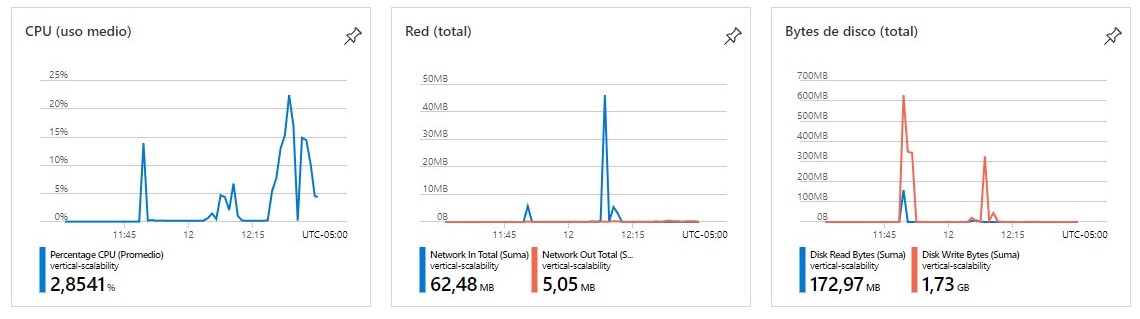 CPU (uso medio)
25%
20%
15%
10%
5%
0%
11:45
12
12:15
UTC-05:00
Percentage CPU (Promedio)
vertical-scalability
2,8541 %
Red (total)
50MB
40MB
30MB
20MB
10MB
0B
11:45
12
12:15
UTC-05:00
Network In Total (Suma)
vertical-scalability
62,48 MB
Network Out Total (S...
vertical-scalability
5,05 MB
Bytes de disco (total)
700MB
600MB
500MB
400MB
300MB
200MB
100MB
0B
11:45
12
12:15
UTC-05:00
Disk Read Bytes (Suma)
vertical-scalability
172,97 MB
Disk Write Bytes (Suma)
vertical-scalability
1,73 GB